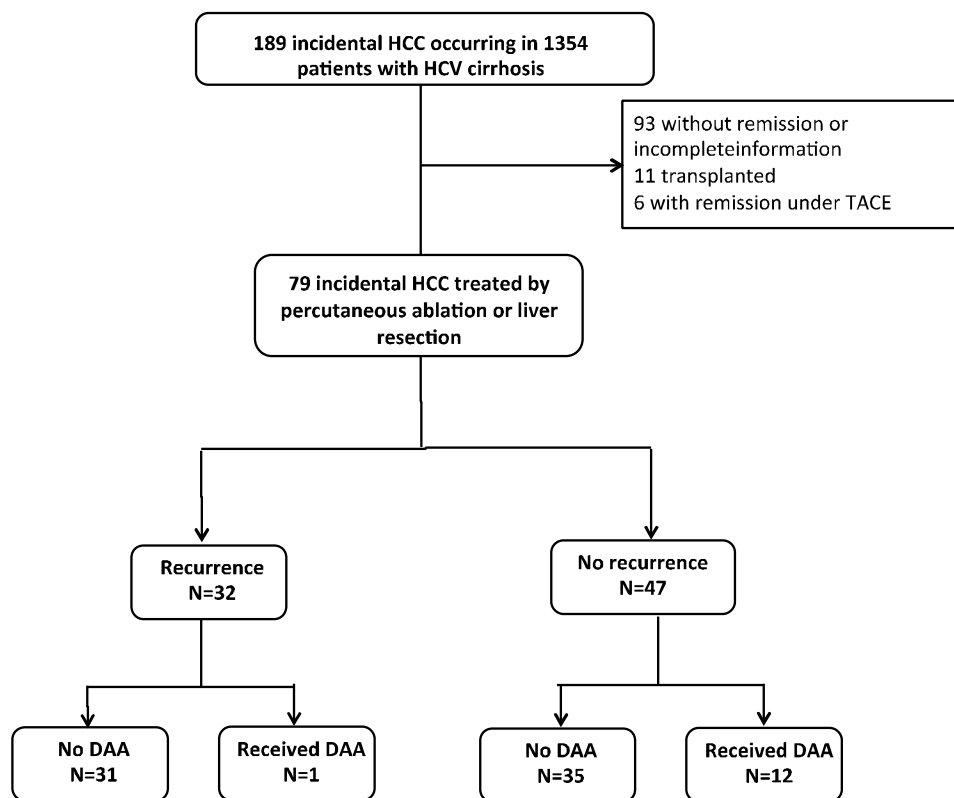 189 incidental HCC occurring in 1354
patients with HCV cirrhosis
93 without remission or
incompleteinformation
11 transplanted
6 with remission under TACE
79 incidental HCC treated by
percutaneous ablation or liver
resection
Recurrence
N=32
No recurrence
N=47
No DAA
N=31
Received DAA
N=1
No DAA
N=35
Received DAA
N=12